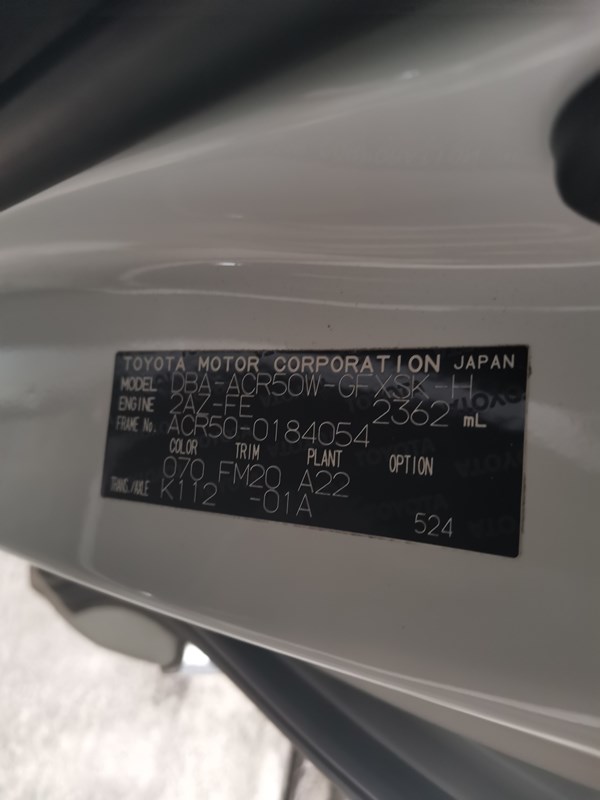 TOYOTA MOTOR CORPORATION JAPAN
MODEL DBA-ACR50W-GFXSK-H
ENGINE 2AZ-FE 2362 mL
FRAME No. ACR50-0184054
COLOR TRIM PLANT OPTION
070 FM20 A22
TRANS./AXLE K112 -01A
524